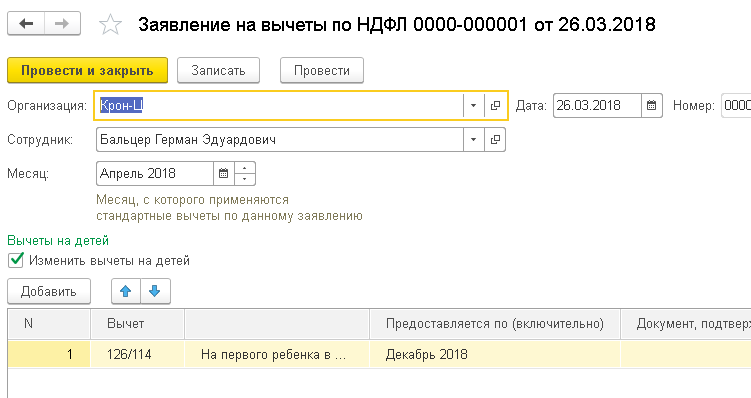 Заявление на вычеты по НДФЛ 0000-000001 от 26.03.2018
Провести и закрыть Записать Провести
Организация: Крон-Ц Дата: 26.03.2018 Номер: 0000
Сотрудник: Бальцер Герман Эдуардович
Месяц: Апрель 2018
Месяц, с которого применяются
стандартные вычеты по данному заявлению
Вычеты на детей
Изменить вычеты на детей
Добавить
N Вычет Предоставляется по (включительно) Документ, подтвер
1 126/114 На первого ребенка в ... Декабрь 2018